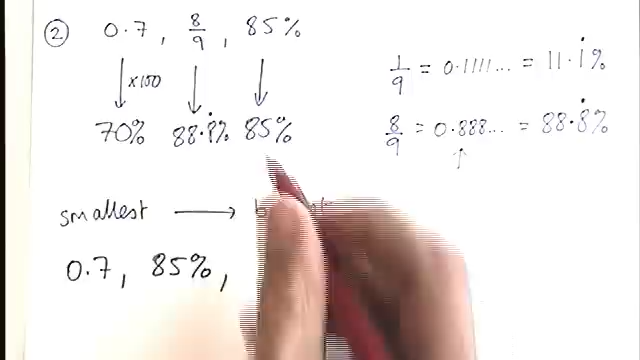 ② 0.7, 8/9, 85%
×100
70% 88.8̇% 85%
1/9 = 0.1111... = 11.1̇%
8/9 = 0.888... = 88.8̇%
smallest →
0.7, 85%,